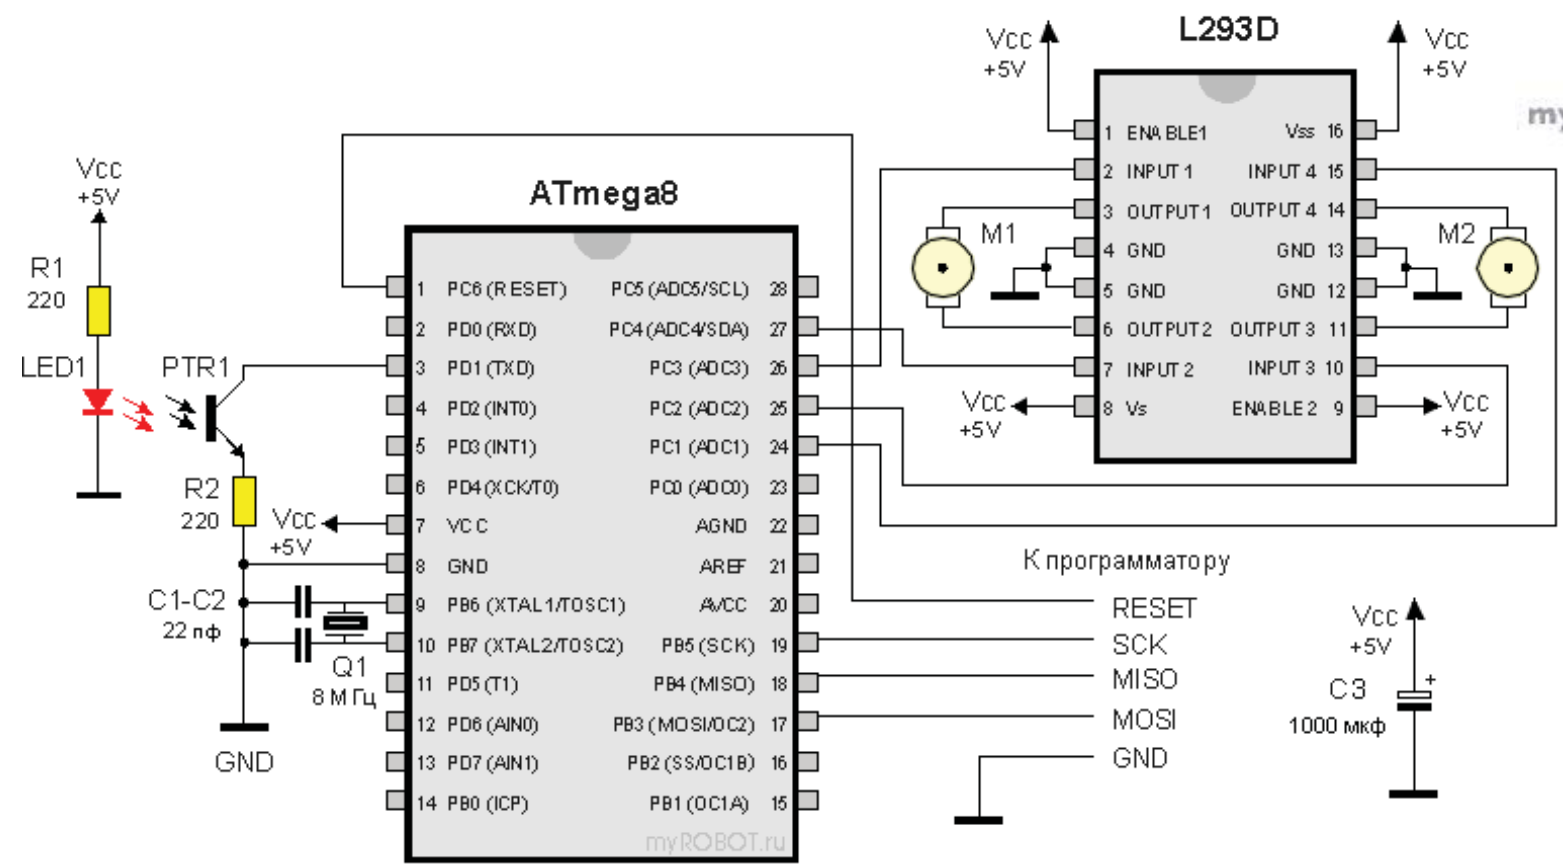 L293D
Vcc
+5V
Vcc
+5V
my
1 ENABLE1
Vss 16
2 INPUT 1
INPUT 4 15
3 OUTPUT1
OUTPUT 4 14
4 GND
GND 13
5 GND
GND 12
6 OUTPUT2
OUTPUT 3 11
7 INPUT 2
INPUT 3 10
8 Vs
ENABLE2 9
M1
M2
Vcc
+5V
Vcc
+5V
ATmega8
1 PC6 (RESET)
PC5 (ADC5/SCL) 28
2 PD0 (RXD)
PC4 (ADC4/SDA) 27
3 PD1 (TXD)
PC3 (ADC3) 26
4 PD2 (INT0)
PC2 (ADC2) 25
5 PD3 (INT1)
PC1 (ADC1) 24
6 PD4 (XCK/T0)
PC0 (ADC0) 23
7 VCC
AGND 22
8 GND
AREF 21
9 PB6 (XTAL1/TOSC1)
AVCC 20
10 PB7 (XTAL2/TOSC2)
PB5 (SCK) 19
11 PD5 (T1)
PB4 (MISO) 18
12 PD6 (AIN0)
PB3 (MOSI/OC2) 17
13 PD7 (AIN1)
PB2 (SS/OC1B) 16
14 PB0 (ICP)
PB1 (OC1A) 15
myROBOT.ru
Vcc
+5V
R1
220
LED1
PTR1
R2
220
Vcc
+5V
C1-C2
22 пф
Q1
8 МГц
GND
К программатору
RESET
SCK
MISO
MOSI
GND
Vcc
+5V
C3
+
1000 мкф